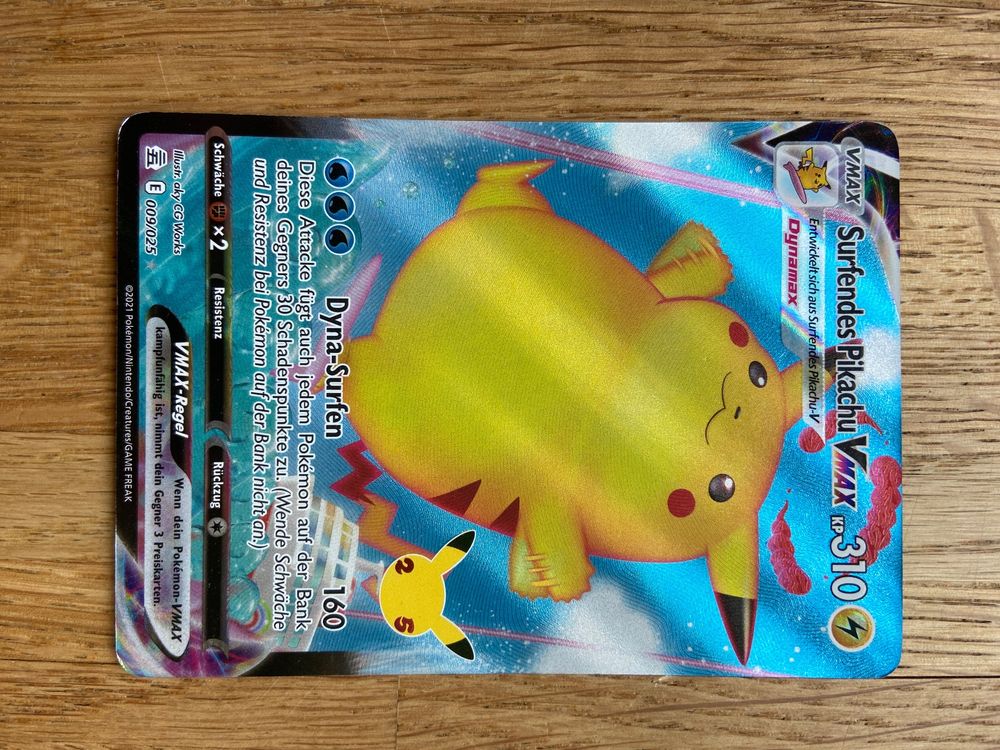 VMAX
Surfendes Pikachu VMAX KP 310
Entwickelt sich aus Surfendes Pikachu-V
Dynamax
25
Dyna-Surfen 160
Diese Attacke fügt auch jedem Pokémon auf der Bank
deines Gegners 30 Schadenspunkte zu. (Wende Schwäche
und Resistenz bei Pokémon auf der Bank nicht an.)
Schwäche ×2 Resistenz Rückzug
Illustr. aky CG Works
E 009/025
VMAX-Regel Wenn dein Pokémon-VMAX
kampfunfähig ist, nimmt dein Gegner 3 Preiskarten.
©2021 Pokémon/Nintendo/Creatures/GAME FREAK